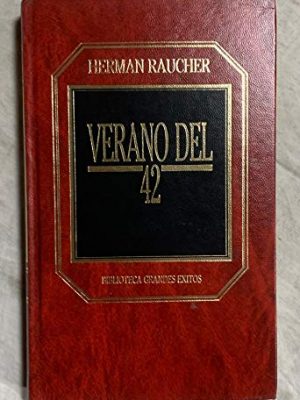 HERMAN RAUCHER
VERANO DEL
42
BIBLIOTECA GRANDES EXITOS